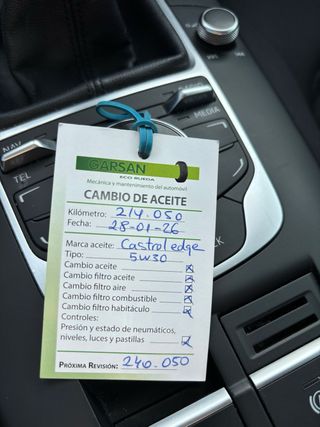 NAV
TEL
MEDIA
GARSAN
ECO RUEDA
Mecánica y mantenimiento del automóvil
CAMBIO DE ACEITE
Kilómetro: 214.050
Fecha: 28-01-26
Marca aceite: Castrol edge
Tipo: 5W30
Cambio aceite
Cambio filtro aceite
Cambio filtro aire
Cambio filtro combustible
Cambio filtro habitáculo
Controles:
Presión y estado de neumáticos,
niveles, luces y pastillas
PRÓXIMA REVISIÓN: 240.050